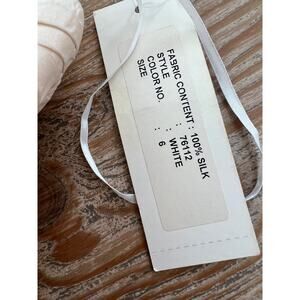 FABRIC CONTENT : 100% SILK
STYLE : 76112
COLOR NO. : WHITE
SIZE : 6